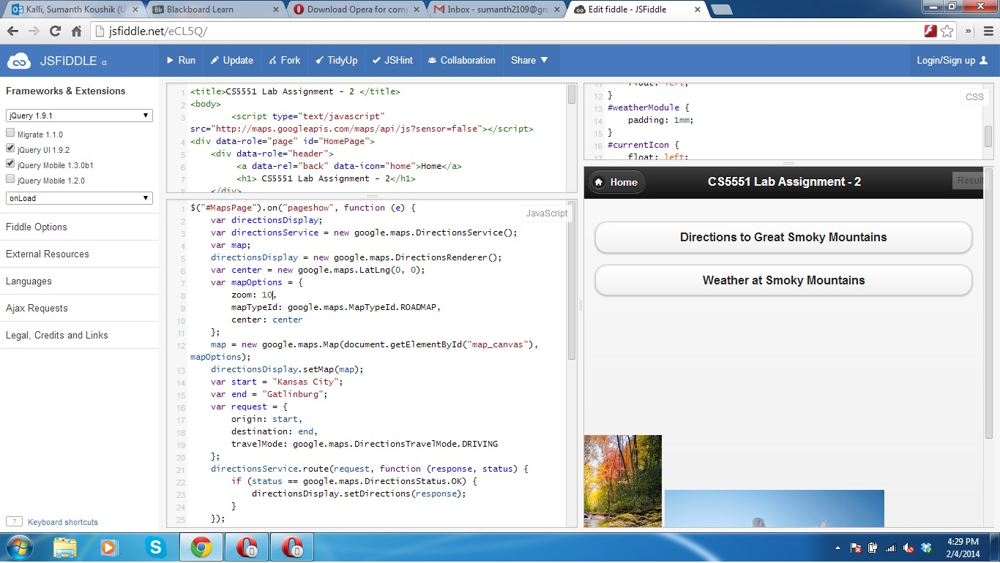 Kalli, Sumanth Koushik (U
Blackboard Learn
Download Opera for com
Inbox - sumanth2109@gm
Edit fiddle - JSFiddle
jsfiddle.net/eCL5Q/
JSFIDDLE α
Run
Update
Fork
TidyUp
JSHint
Collaboration
Share
Login/Sign up
Frameworks & Extensions
jQuery 1.9.1
Migrate 1.1.0
jQuery UI 1.9.2
jQuery Mobile 1.3.0b1
jQuery Mobile 1.2.0
onLoad
Fiddle Options
External Resources
Languages
Ajax Requests
Legal, Credits and Links
? Keyboard shortcuts
1 <title>CS5551 Lab Assignment - 2 </title>
2 <body>
3 <script type="text/javascript"
src="http://maps.googleapis.com/maps/api/js?sensor=false"></script>
4 <div data-role="page" id="HomePage">
5 <div data-role="header">
6 <a data-rel="back" data-icon="home">Home</a>
7 <h1> CS5551 Lab Assignment - 2</h1>
8 </div>
JavaScript
1 $("#MapsPage").on("pageshow", function (e) {
2 var directionsDisplay;
3 var directionsService = new google.maps.DirectionsService();
4 var map;
5 directionsDisplay = new google.maps.DirectionsRenderer();
6 var center = new google.maps.LatLng(0, 0);
7 var mapOptions = {
8 zoom: 10,
9 mapTypeId: google.maps.MapTypeId.ROADMAP,
10 center: center
11 };
12 map = new google.maps.Map(document.getElementById("map_canvas"),
mapOptions);
13 directionsDisplay.setMap(map);
14 var start = "Kansas City";
15 var end = "Gatlinburg";
16 var request = {
17 origin: start,
18 destination: end,
19 travelMode: google.maps.DirectionsTravelMode.DRIVING
20 };
21 directionsService.route(request, function (response, status) {
22 if (status == google.maps.DirectionsStatus.OK) {
23 directionsDisplay.setDirections(response);
24 }
25 });
CSS
11 float: left;
12 }
13 #weatherModule {
14 padding: 1mm;
15 }
16 #currentIcon {
17 float: left;
Home
CS5551 Lab Assignment - 2
Result
Directions to Great Smoky Mountains
Weather at Smoky Mountains
4:29 PM
2/4/2014